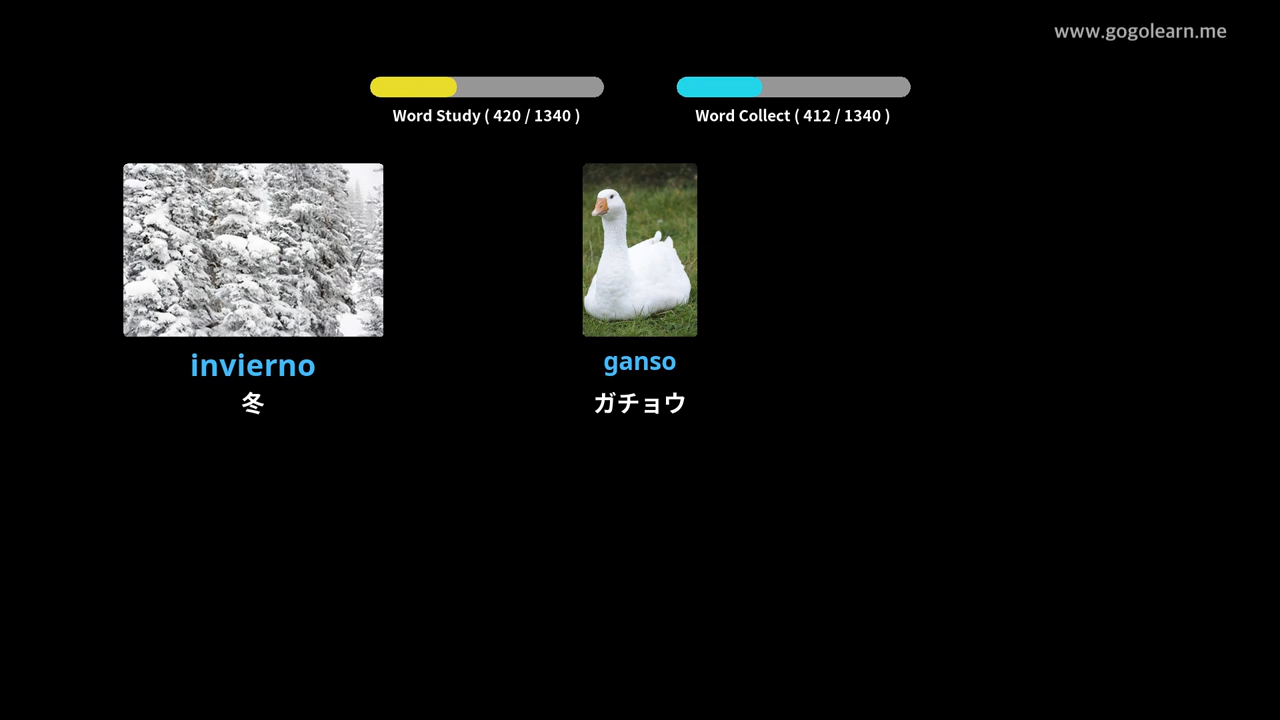 www.gogolearn.me
Word Study ( 420 / 1340 )
Word Collect ( 412 / 1340 )
invierno
冬
ganso
ガチョウ